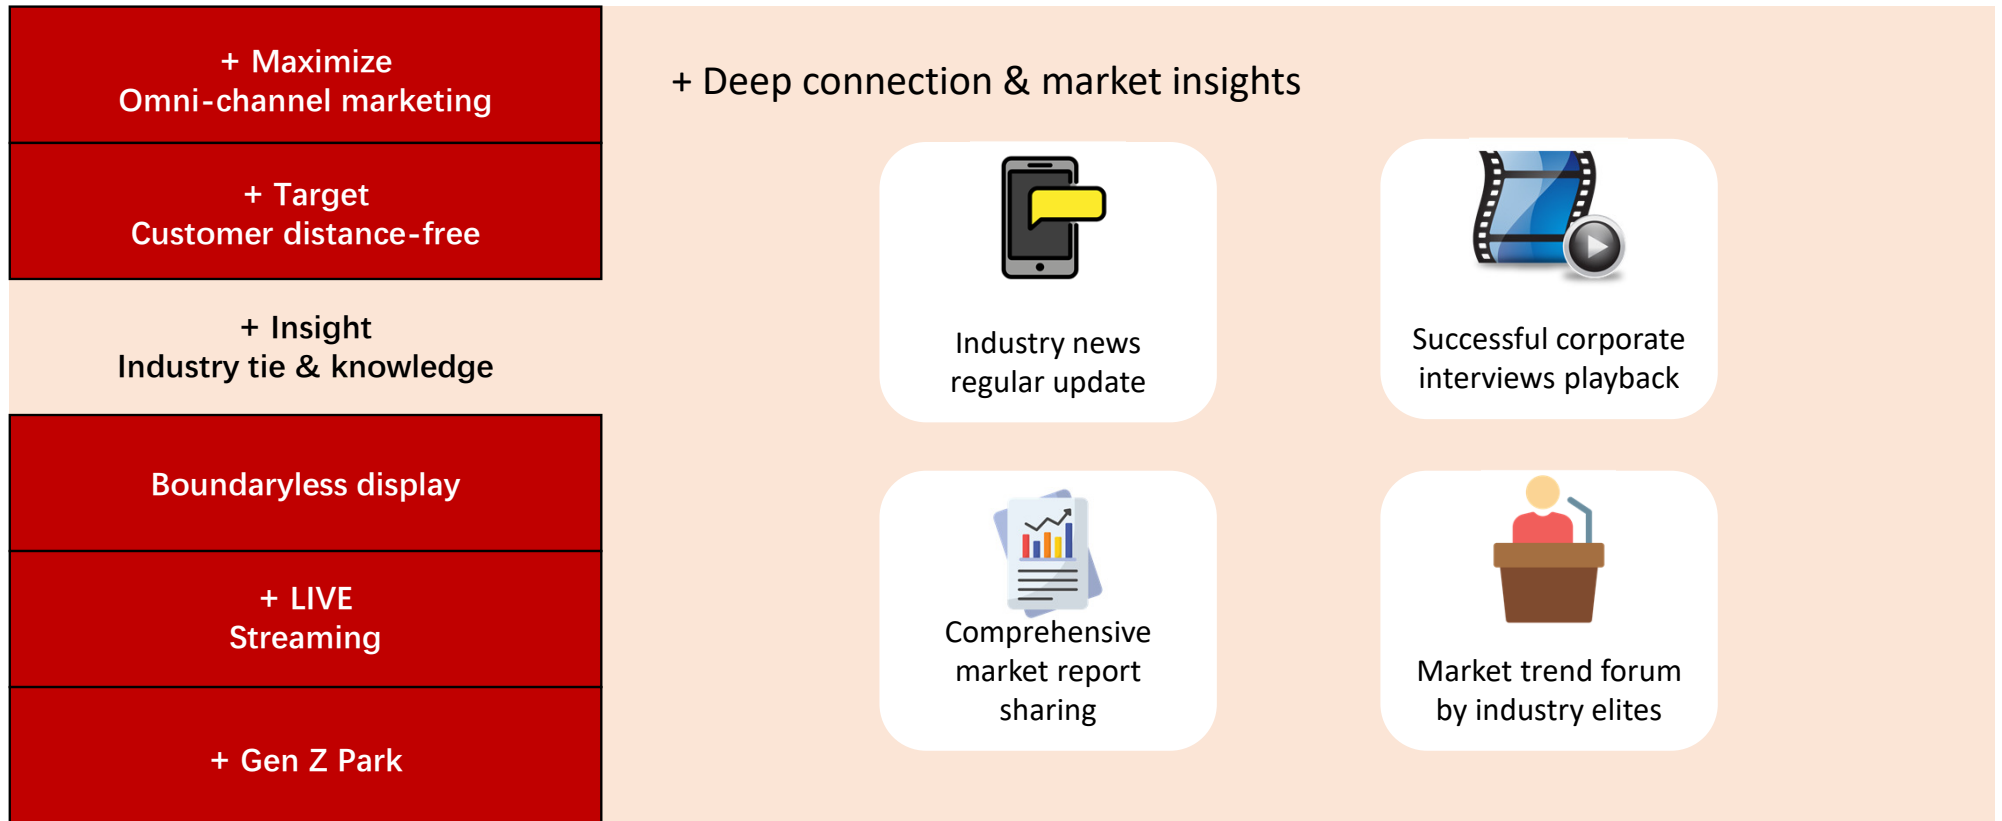 + Maximize
Omni-channel marketing
+ Target
Customer distance-free
+ Insight
Industry tie & knowledge
Boundaryless display
+ LIVE
Streaming
+ Gen Z Park
+ Deep connection & market insights
Industry news
regular update
Successful corporate
interviews playback
Comprehensive
market report
sharing
Market trend forum
by industry elites